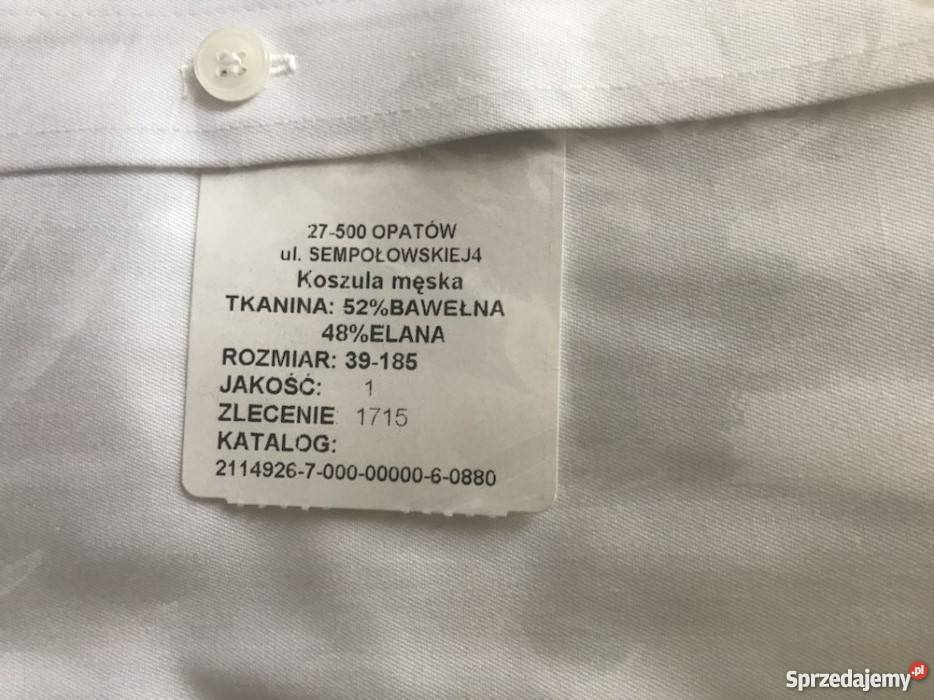 27-500 OPATÓW
ul. SEMPOŁOWSKIEJ4
Koszula męska
TKANINA: 52%BAWEŁNA
48%ELANA
ROZMIAR: 39-185
JAKOŚĆ: 1
ZLECENIE 1715
KATALOG:
2114926-7-000-00000-6-0880
Sprzedajemy.pl